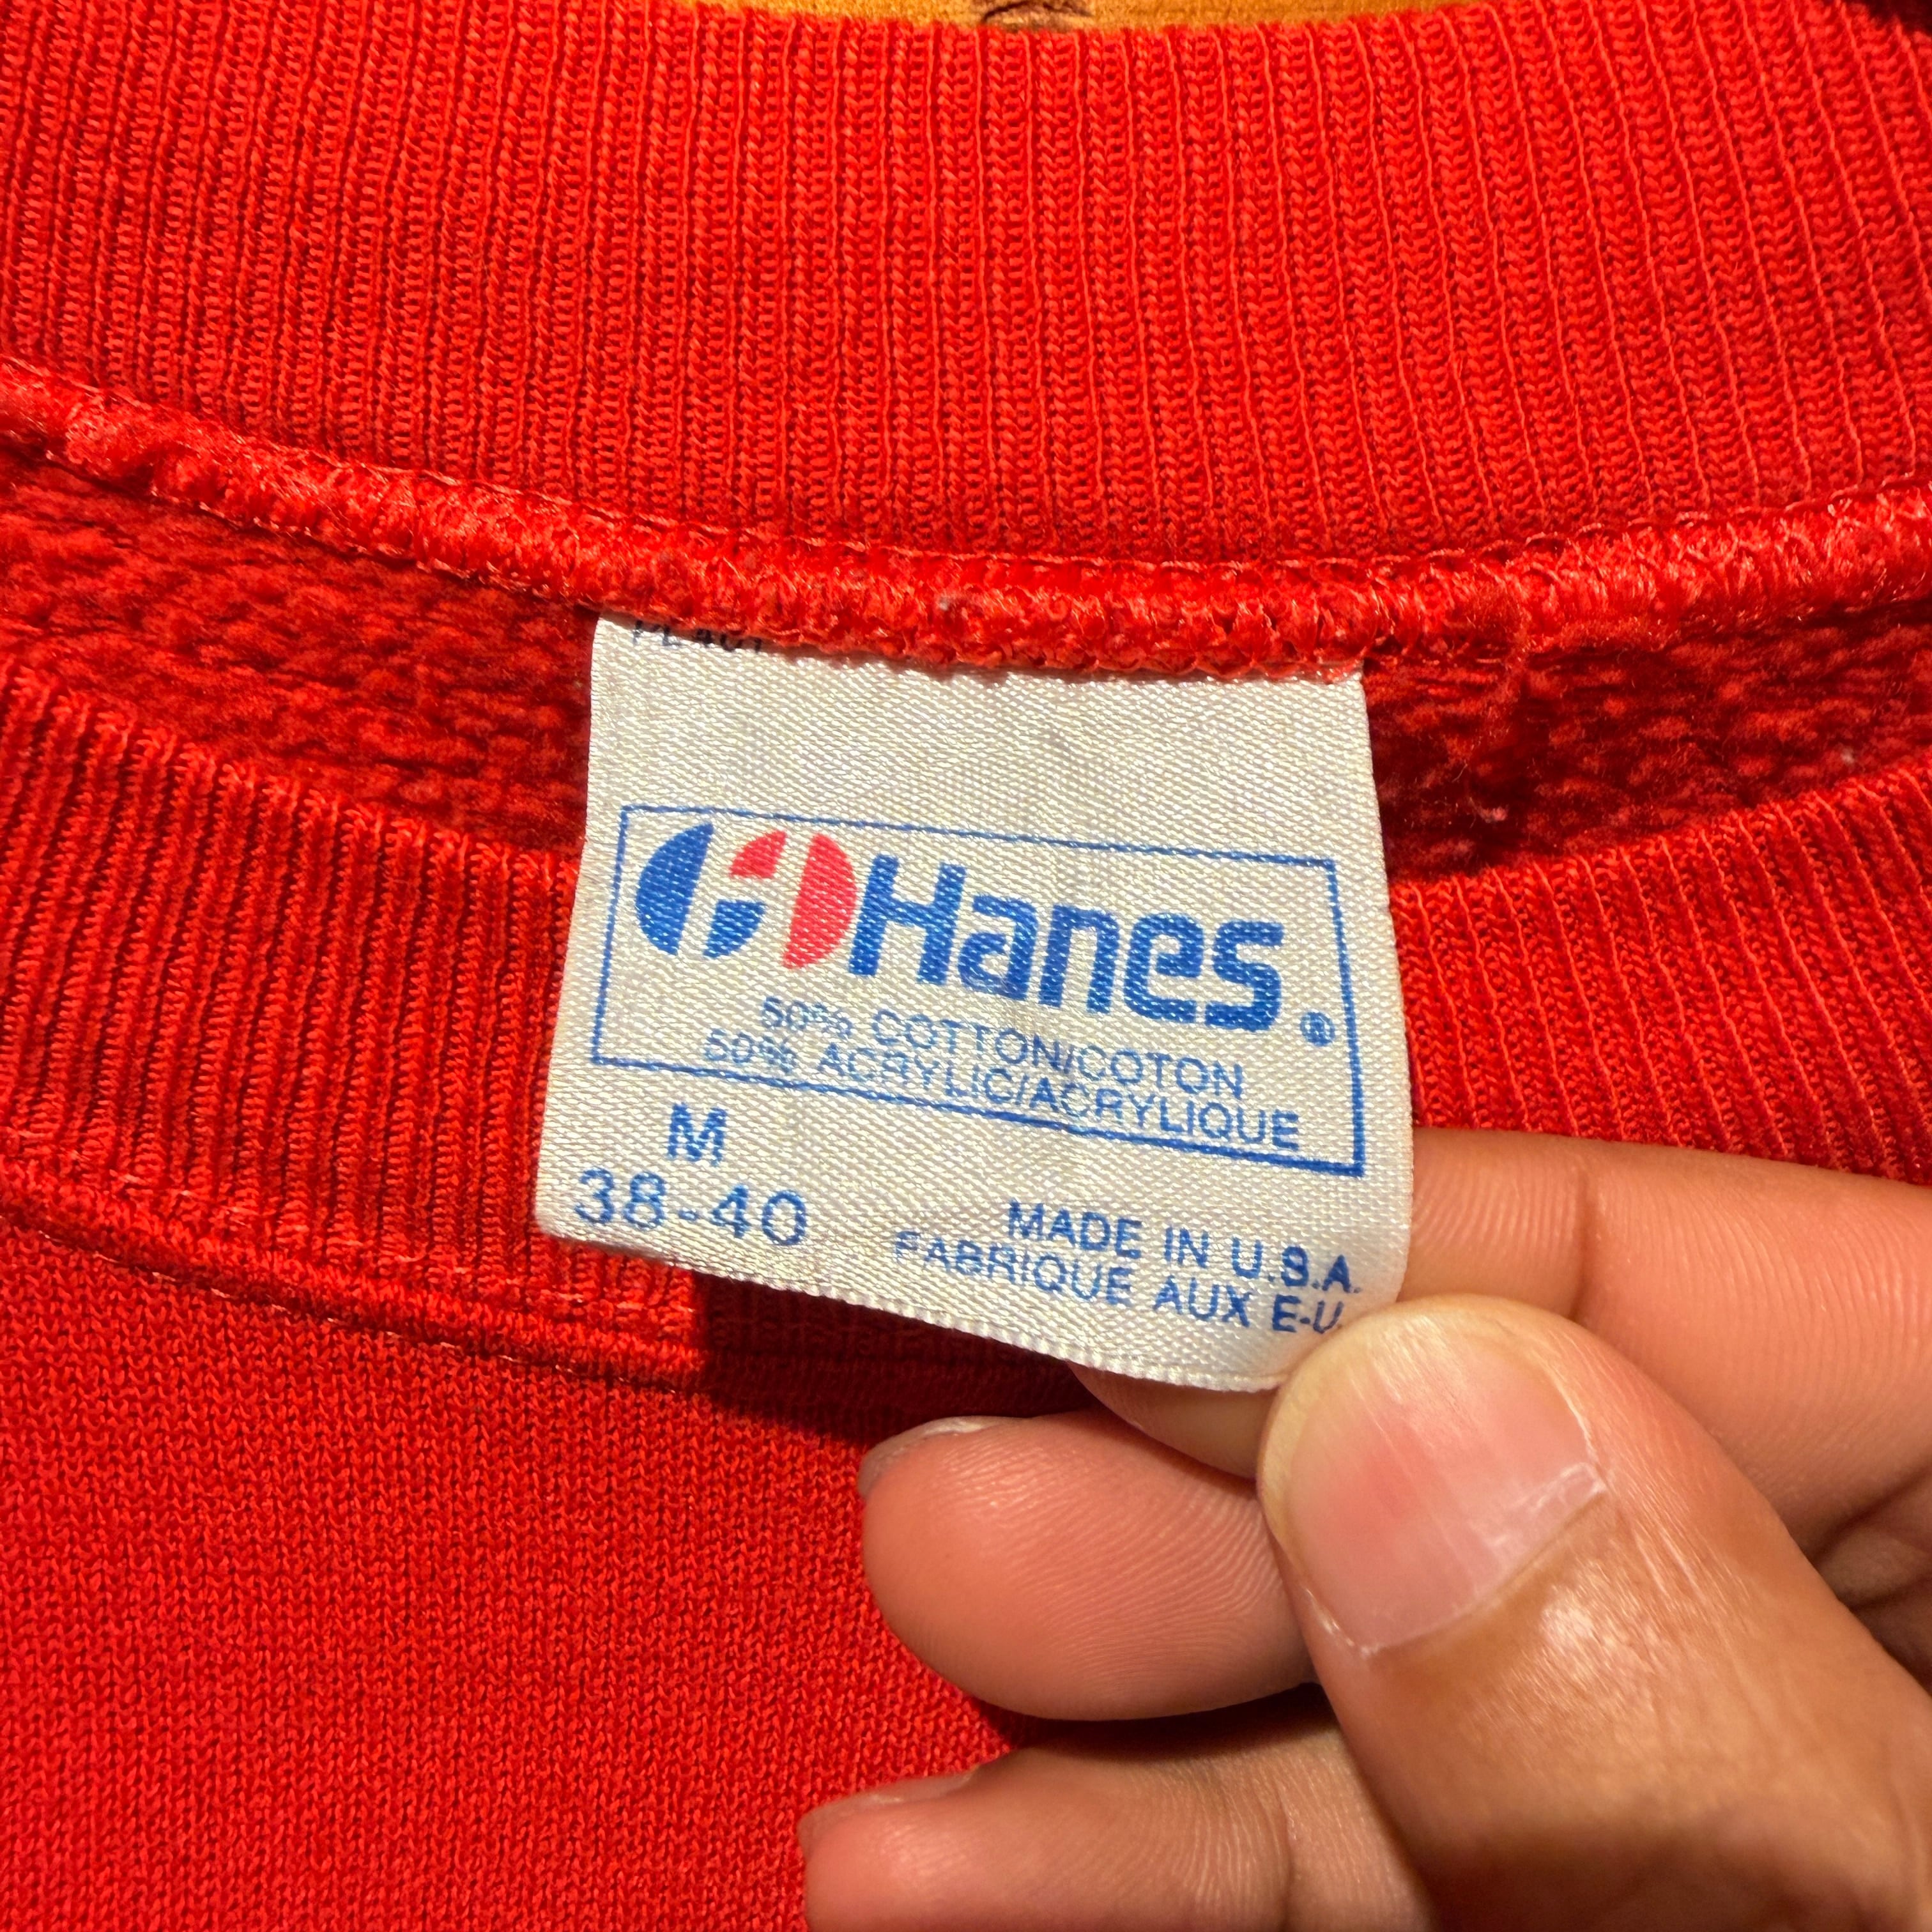 Hanes®
50% COTTON/COTON
50% ACRYLIC/ACRYLIQUE
M
38-40
MADE IN U.S.A.
FABRIQUE AUX E-U.